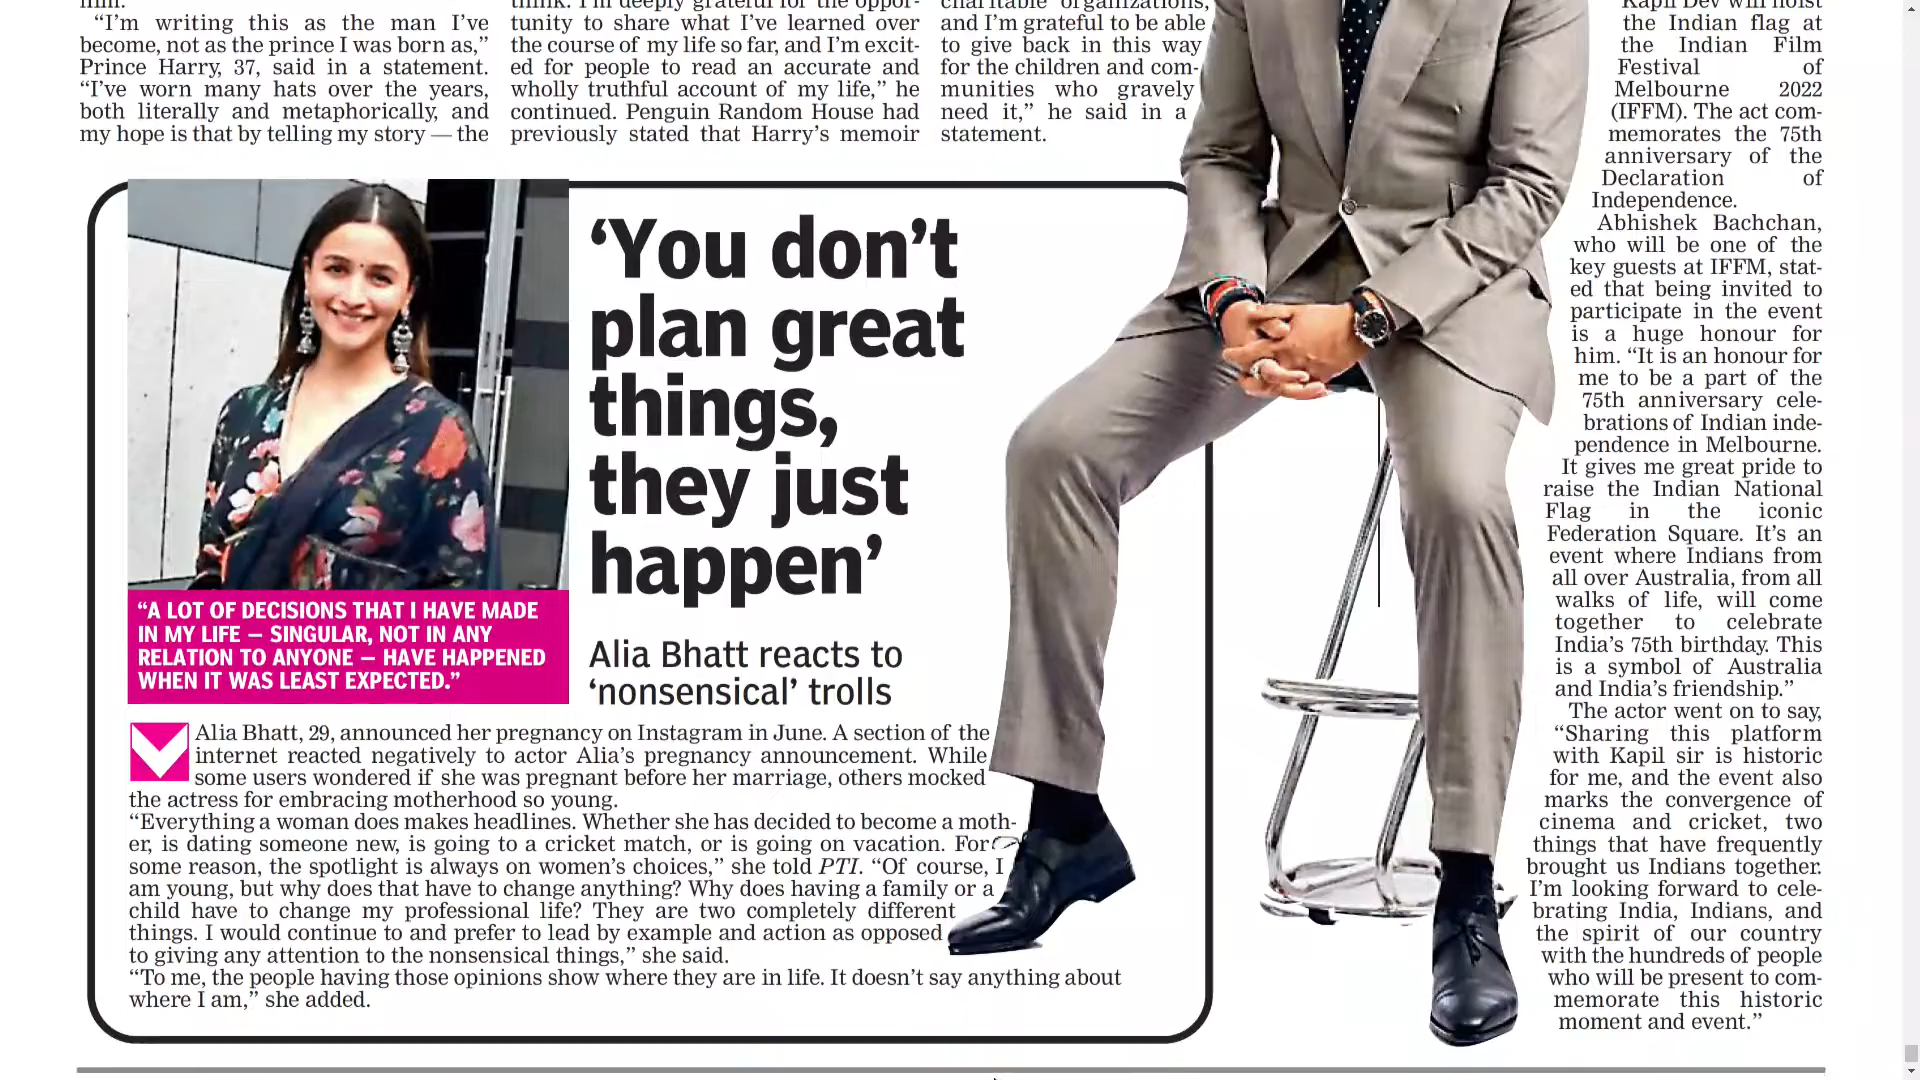 "I'm writing this as the man I've
become, not as the prince I was born as,"
Prince Harry, 37, said in a statement.
"I've worn many hats over the years,
both literally and metaphorically, and
my hope is that by telling my story — the
think. I'm deeply grateful for the oppor-
tunity to share what I've learned over
the course of my life so far, and I'm excit-
ed for people to read an accurate and
wholly truthful account of my life," he
continued. Penguin Random House had
previously stated that Harry's memoir
charitable organizations,
and I'm grateful to be able
to give back in this way
for the children and com-
munities who gravely
need it," he said in a
statement.
'You don't
plan great
things,
they just
happen'
"A LOT OF DECISIONS THAT I HAVE MADE
IN MY LIFE — SINGULAR, NOT IN ANY
RELATION TO ANYONE — HAVE HAPPENED
WHEN IT WAS LEAST EXPECTED."
Alia Bhatt reacts to
'nonsensical' trolls
Alia Bhatt, 29, announced her pregnancy on Instagram in June. A section of the
internet reacted negatively to actor Alia's pregnancy announcement. While
some users wondered if she was pregnant before her marriage, others mocked
the actress for embracing motherhood so young.
"Everything a woman does makes headlines. Whether she has decided to become a moth-
er, is dating someone new, is going to a cricket match, or is going on vacation. For
some reason, the spotlight is always on women's choices," she told PTI. "Of course, I
am young, but why does that have to change anything? Why does having a family or a
child have to change my professional life? They are two completely different
things. I would continue to and prefer to lead by example and action as opposed
to giving any attention to the nonsensical things," she said.
"To me, the people having those opinions show where they are in life. It doesn't say anything about
where I am," she added.
Kapil Dev will hoist
the Indian flag at
the Indian Film
Festival of
Melbourne 2022
(IFFM). The act com-
memorates the 75th
anniversary of the
Declaration of
Independence.
Abhishek Bachchan,
who will be one of the
key guests at IFFM, stat-
ed that being invited to
participate in the event
is a huge honour for
him. "It is an honour for
me to be a part of the
75th anniversary cele-
brations of Indian inde-
pendence in Melbourne.
It gives me great pride to
raise the Indian National
Flag in the iconic
Federation Square. It's an
event where Indians from
all over Australia, from all
walks of life, will come
together to celebrate
India's 75th birthday. This
is a symbol of Australia
and India's friendship."
The actor went on to say,
"Sharing this platform
with Kapil sir is historic
for me, and the event also
marks the convergence of
cinema and cricket, two
things that have frequently
brought us Indians together.
I'm looking forward to cele-
brating India, Indians, and
the spirit of our country
with the hundreds of people
who will be present to com-
memorate this historic
moment and event."